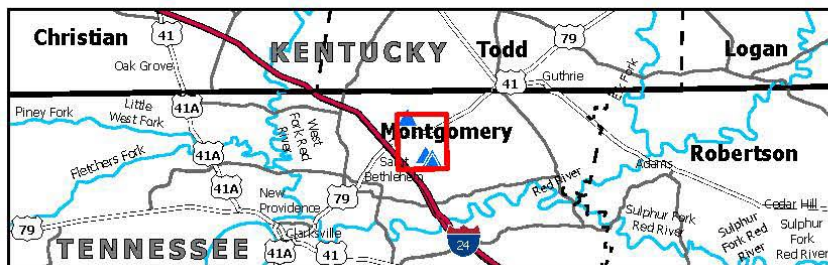 Christian
41
KENTUCKY
Todd
79
Logan
Oak Grove
Guthrie
41
Elk Fork
Piney Fork
Little
West Fork
41A
West
Fork Red
River
Montgomery
Robertson
Fletchers Fork
41A
Saint
Bethlehem
Adams
41A
New
Providence
79
Red River
Cedar Hill
79
Clarksville
Sulphur Fork
Red River
Sulphur
Fork Red
River
Sulphur
Fork
Red River
TENNESSEE
41A
41
24